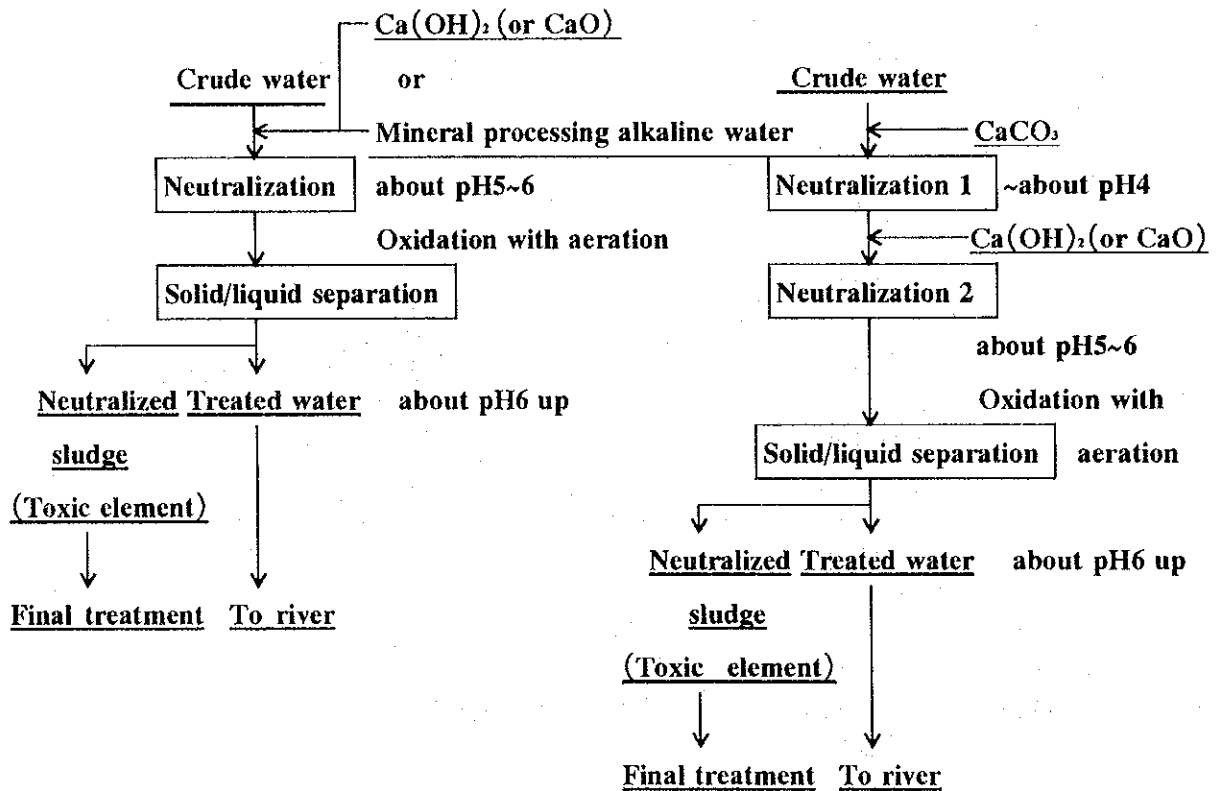 Ca(OH)₂ (or CaO)
Crude water
or
Mineral processing alkaline water
Neutralization
about pH5~6
Oxidation with aeration
Solid/liquid separation
Neutralized
Treated water
about pH6 up
sludge
(Toxic element)
Final treatment
To river
Crude water
CaCO₃
Neutralization 1
~about pH4
Ca(OH)₂ (or CaO)
Neutralization 2
about pH5~6
Oxidation with
Solid/liquid separation
aeration
Neutralized
Treated water
about pH6 up
sludge
(Toxic element)
Final treatment
To river